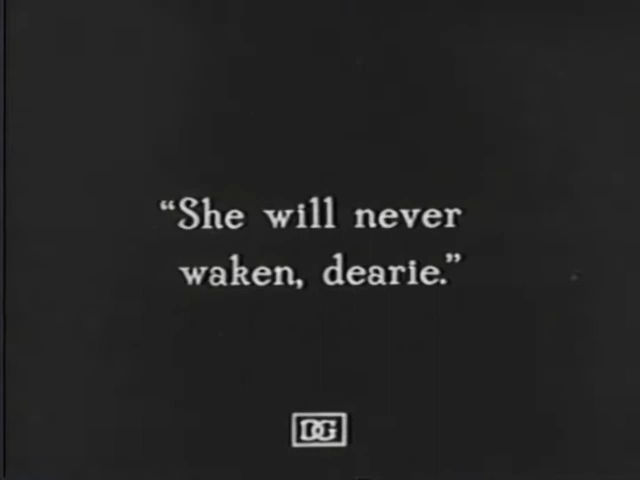 “She will never
waken, dearie.”
DG